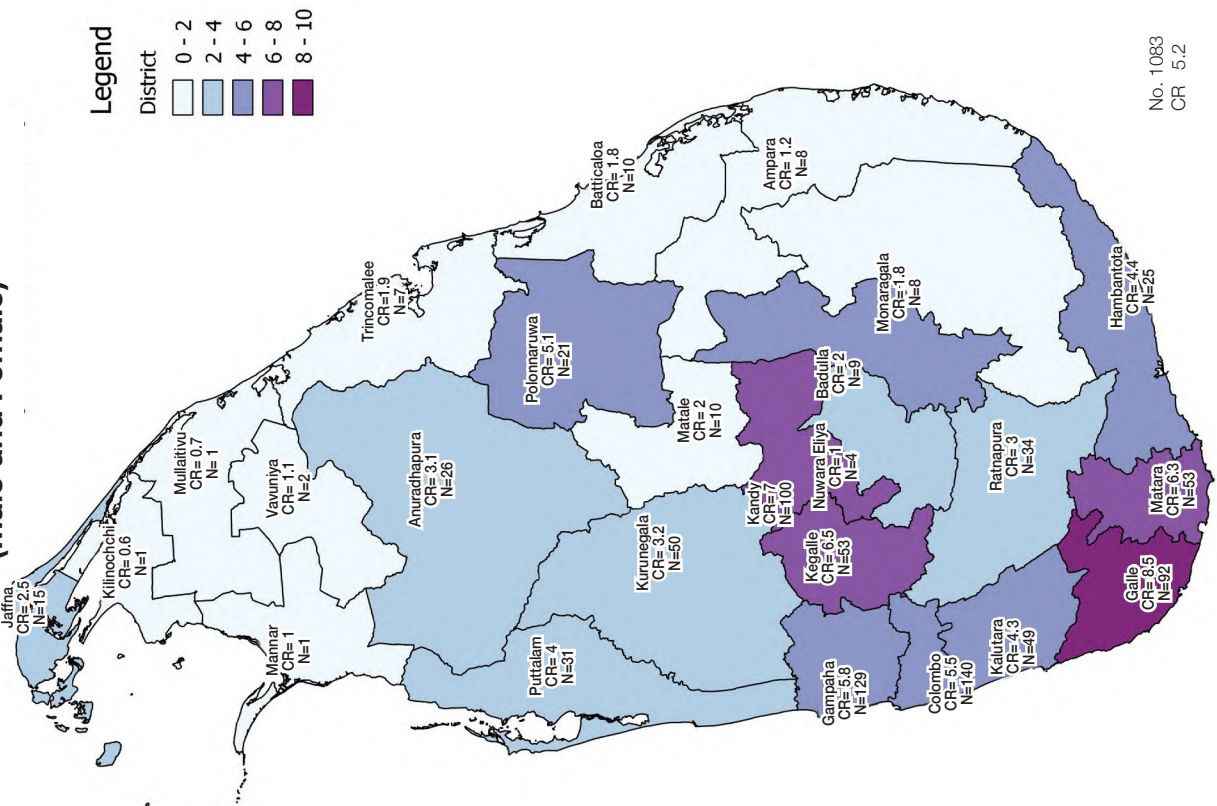 Legend
District
0 - 2
2 - 4
4 - 6
6 - 8
8 - 10
Jaffna
CR= 2.5
N=15
Kilinochchi
CR= 0.6
N=1
Mullaitivu
CR= 0.7
N= 1
Mannar
CR= 1
N=1
Vavuniya
CR= 1.1
N=2
Trincomalee
CR=1.9
N=7
Anuradhapura
CR= 3.1
N=26
Polonnaruwa
CR= 5.1
N=21
Batticaloa
CR= 1.8
N=10
Puttalam
CR= 4
N=31
Kurunegala
CR= 3.2
N=50
Matale
CR= 2
N=10
Ampara
CR= 1.2
N=8
Kandy
CR= 7
N=100
Kegalle
CR= 6.5
N=53
Nuwara Eliya
CR= 1
N=4
Badulla
CR= 2
N=9
Monaragala
CR= 1.8
N=8
Gampaha
CR= 5.8
N=129
Colombo
CR= 5.5
N=140
Kalutara
CR= 4.3
N=49
Ratnapura
CR= 3
N=34
Hambantota
CR= 4.4
N=25
Galle
CR= 8.5
N=92
Matara
CR= 6.3
N=53
No. 1083
CR 5.2